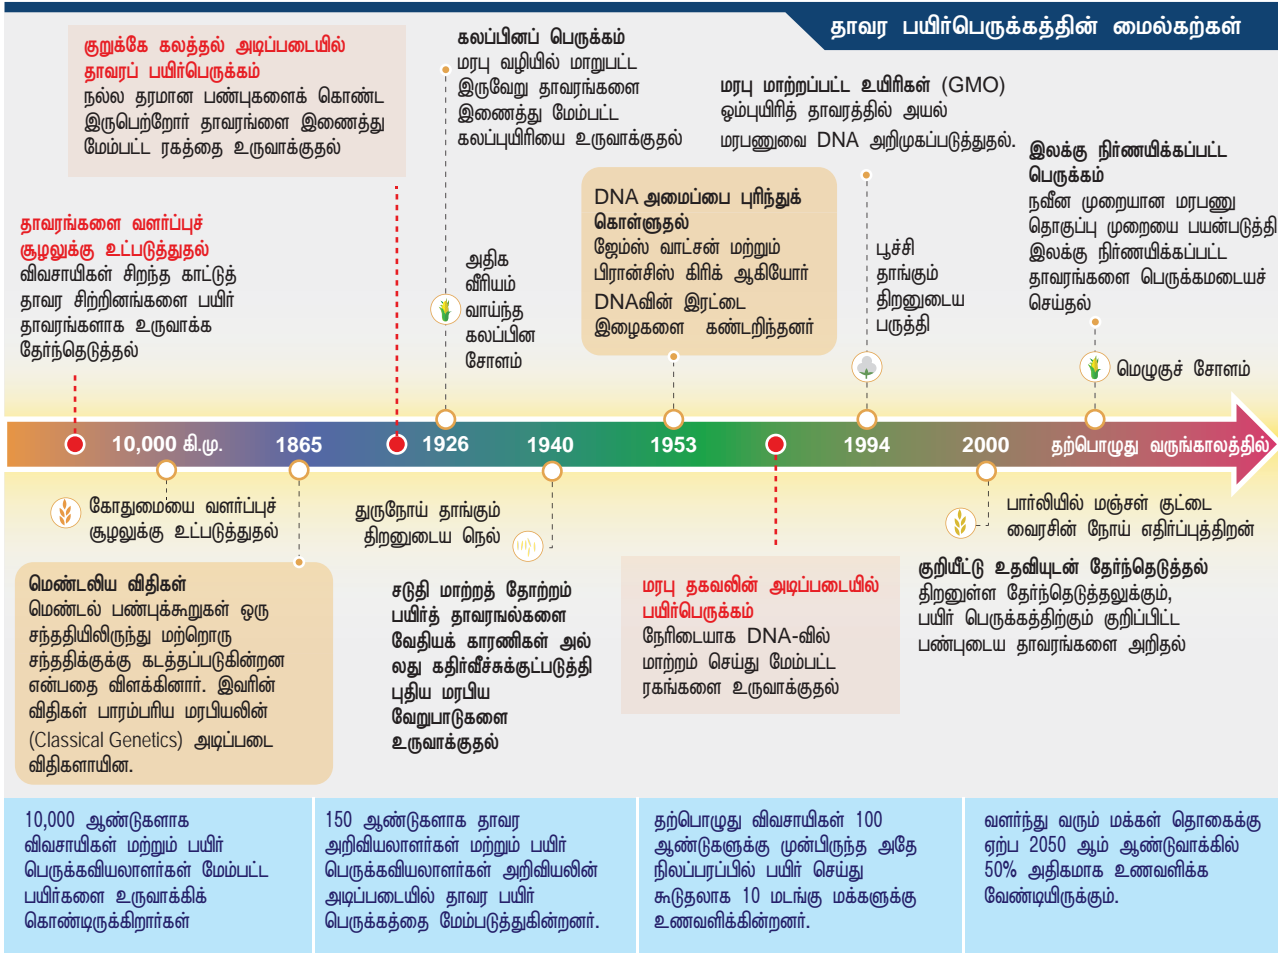 தாவர பயிர்பெருக்கத்தின் மைல்கற்கள்
குறுக்கே கலத்தல் அடிப்படையில்
தாவரப் பயிர்பெருக்கம்
நல்ல தரமான பண்புகளைக் கொண்ட
இருபெற்றோர் தாவரங்ளை இணைத்து
மேம்பட்ட ரகத்தை உருவாக்குதல்
கலப்பினப் பெருக்கம்
மரபு வழியில் மாறுபட்ட
இருவேறு தாவரங்களை
இணைத்து மேம்பட்ட
கலப்புயிரியை உருவாக்குதல்
மரபு மாற்றப்பட்ட உயிரிகள் (GMO)
ஒம்புயிரித் தாவரத்தில் அயல்
மரபணுவை DNA அறிமுகப்படுத்துதல்.
இலக்கு நிர்ணயிக்கப்பட்ட
பெருக்கம்
நவீன முறையான மரபணு
தொகுப்பு முறையை பயன்படுத்தி
இலக்கு நிர்ணயிக்கப்பட்ட
தாவரங்களை பெருக்கமடையச்
செய்தல்
தாவரங்களை வளர்ப்புச்
சூழலுக்கு உட்படுத்துதல்
விவசாயிகள் சிறந்த காட்டுத்
தாவர சிற்றினங்களை பயிர்
தாவரங்களாக உருவாக்க
தேர்ந்தெடுத்தல்
அதிக
வீரியம்
வாய்ந்த
கலப்பின
சோளம்
DNA அமைப்பை புரிந்துக்
கொள்ளுதல்
ஜேம்ஸ் வாட்சன் மற்றும்
பிரான்சிஸ் கிரிக் ஆகியோர்
DNAவின் இரட்டை
இழைகளை கண்டறிந்தனர்
பூச்சி
தாங்கும்
திறனுடைய
பருத்தி
மெழுகுச் சோளம்
10,000 கி.மு.
1865
1926
1940
1953
1994
2000
தற்பொழுது வருங்காலத்தில்
கோதுமையை வளர்ப்புச்
சூழலுக்கு உட்படுத்துதல்
துருநோய் தாங்கும்
திறனுடைய நெல்
பார்லியில் மஞ்சள் குட்டை
வைரசின் நோய் எதிர்ப்புத்திறன்
மெண்டலிய விதிகள்
மெண்டல் பண்புக்கூறுகள் ஒரு
சந்ததியிலிருந்து மற்றொரு
சந்ததிக்குக்கு கடத்தப்படுகின்றன
என்பதை விளக்கினார். இவரின்
விதிகள் பாரம்பரிய மரபியலின்
(Classical Genetics) அடிப்படை
விதிகளாயின.
சடுதி மாற்றத் தோற்றம்
பயிர்த் தாவரஙல்களை
வேதியக் காரணிகள் அல்
லது கதிர்வீச்சுக்குட்படுத்தி
புதிய மரபிய
வேறுபாடுகளை
உருவாக்குதல்
மரபு தகவலின் அடிப்படையில்
பயிர்பெருக்கம்
நேரிடையாக DNA-வில்
மாற்றம் செய்து மேம்பட்ட
ரகங்களை உருவாக்குதல்
குறியீட்டு உதவியுடன் தேர்ந்தெடுத்தல்
திறனுள்ள தேர்ந்தெடுத்தலுக்கும்,
பயிர் பெருக்கத்திற்கும் குறிப்பிட்ட
பண்புடைய தாவரங்களை அறிதல்
10,000 ஆண்டுகளாக
விவசாயிகள் மற்றும் பயிர்
பெருக்கவியலாளர்கள் மேம்பட்ட
பயிர்களை உருவாக்கிக்
கொண்டிருக்கிறார்கள்
150 ஆண்டுகளாக தாவர
அறிவியலாளர்கள் மற்றும் பயிர்
பெருக்கவியலாளர்கள் அறிவியலின்
அடிப்படையில் தாவர பயிர்
பெருக்கத்தை மேம்படுத்துகின்றனர்.
தற்பொழுது விவசாயிகள் 100
ஆண்டுகளுக்கு முன்பிருந்த அதே
நிலப்பரப்பில் பயிர் செய்து
கூடுதலாக 10 மடங்கு மக்களுக்கு
உணவளிக்கின்றனர்.
வளர்ந்து வரும் மக்கள் தொகைக்கு
ஏற்ப 2050 ஆம் ஆண்டுவாக்கில்
50% அதிகமாக உணவளிக்க
வேண்டியிருக்கும்.